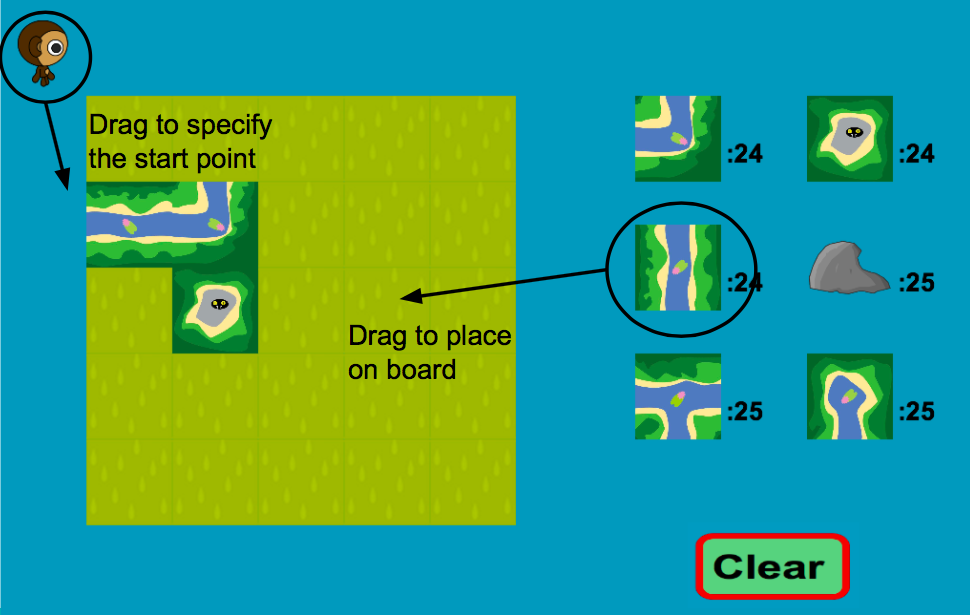 Drag to specify
the start point
:24
:24
:24
:25
Drag to place
on board
:25
:25
Clear